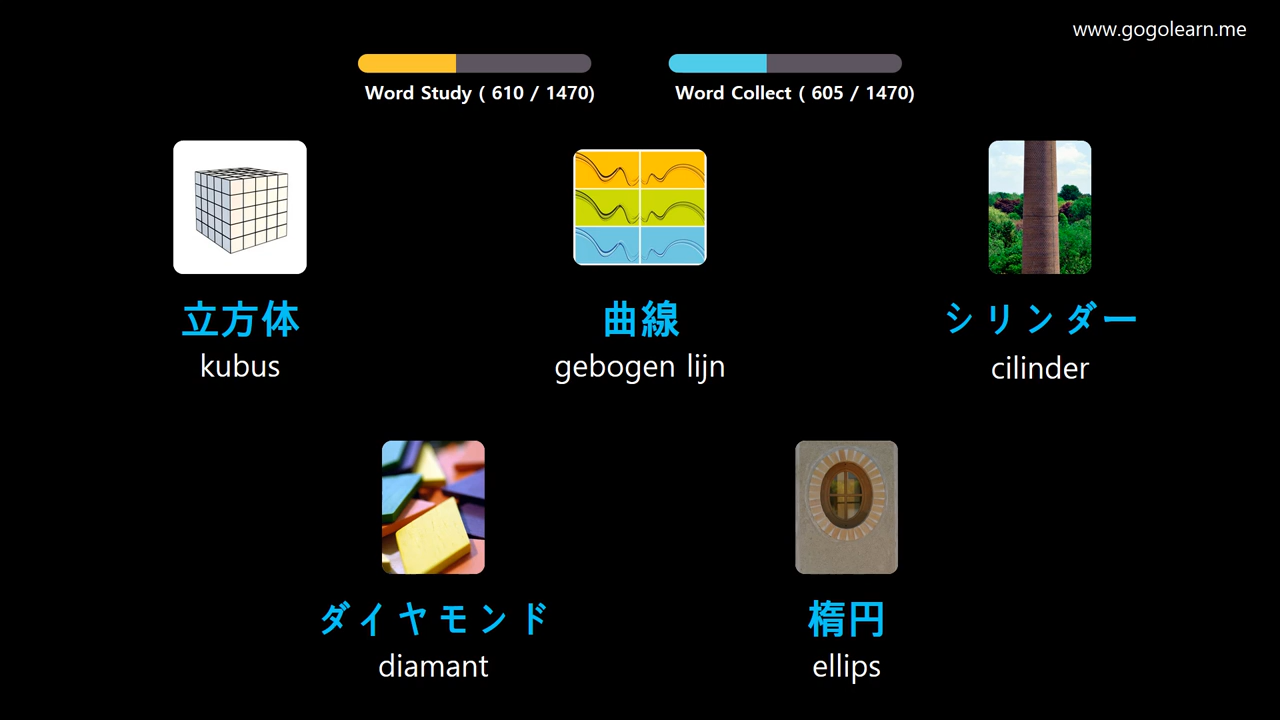 www.gogolearn.me
Word Study ( 610 / 1470)
Word Collect ( 605 / 1470)
立方体
kubus
曲線
gebogen lijn
シリンダー
cilinder
ダイヤモンド
diamant
楕円
ellips